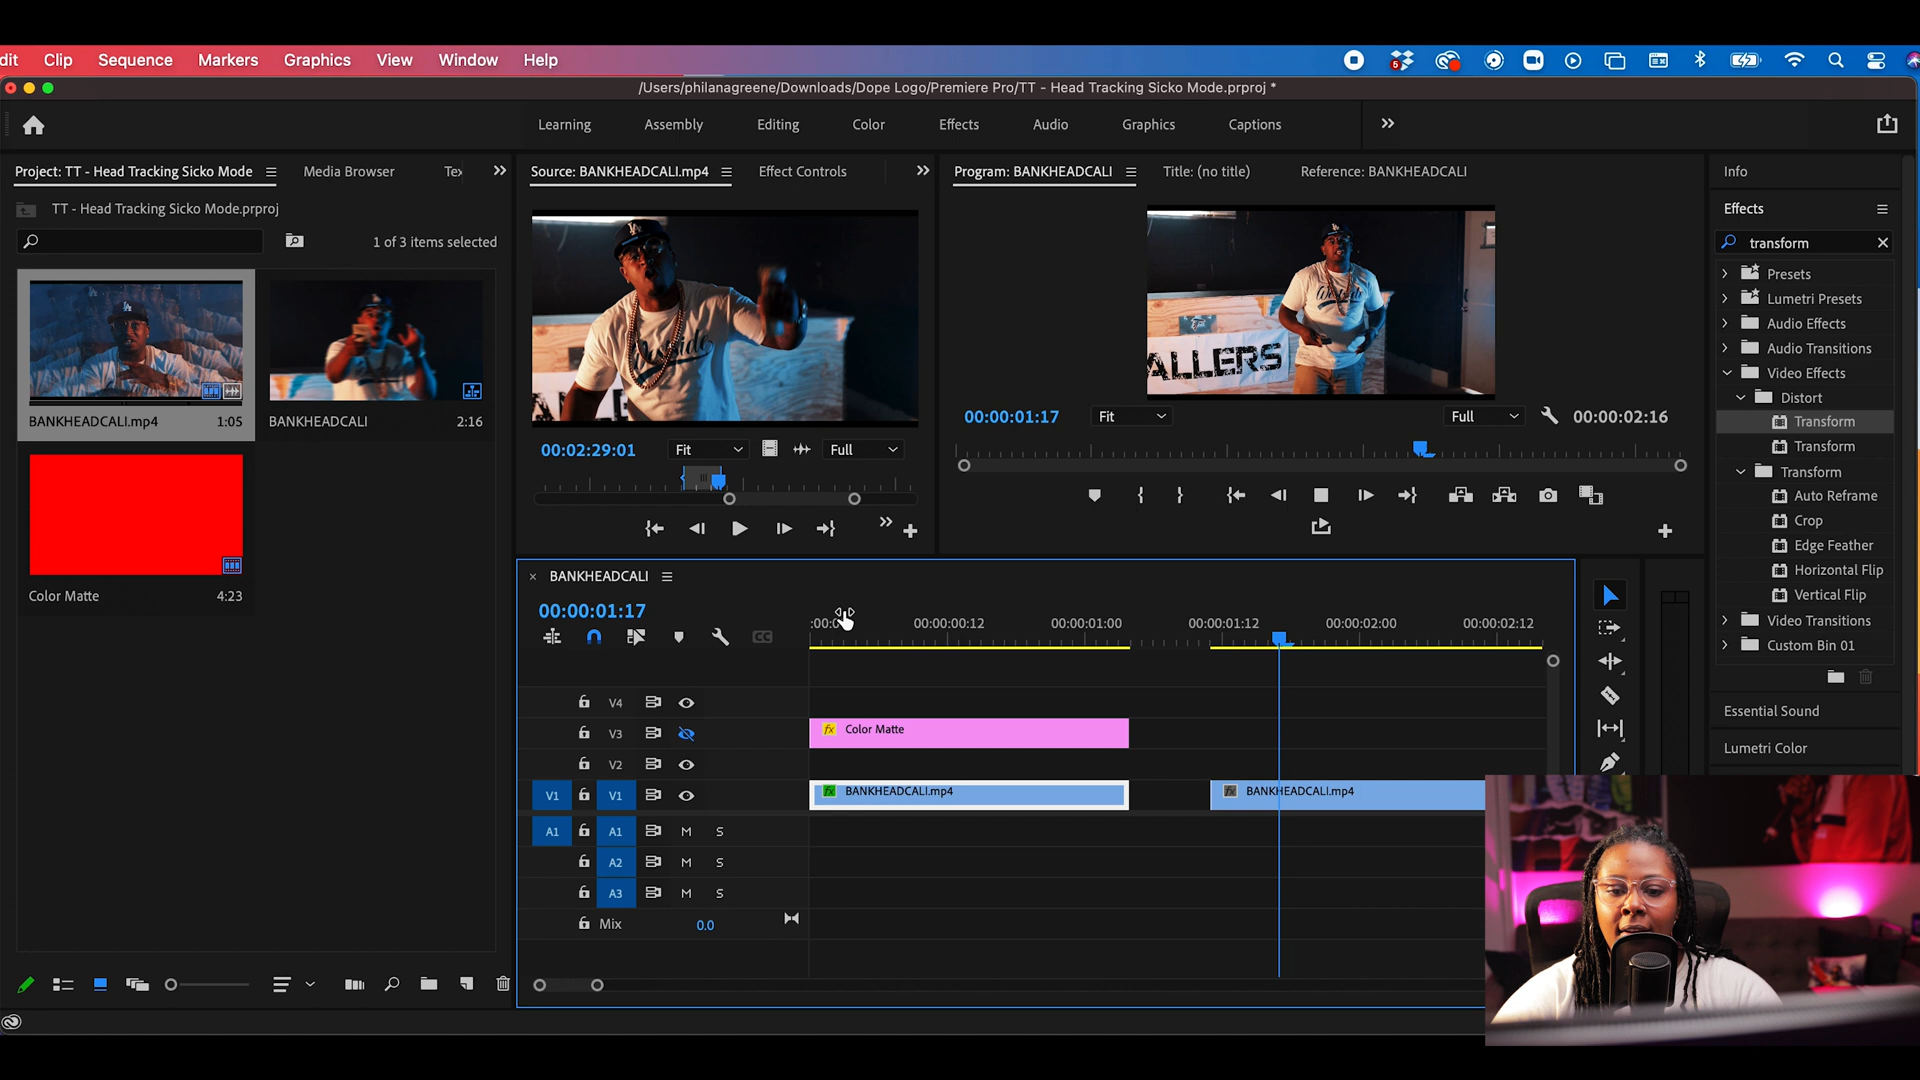 dit Clip Sequence Markers Graphics View Window Help
5
/Users/philanagreene/Downloads/Dope Logo/Premiere Pro/TT - Head Tracking Sicko Mode.prproj *
Learning Assembly Editing Color Effects Audio Graphics Captions
Project: TT - Head Tracking Sicko Mode Media Browser Tex
TT - Head Tracking Sicko Mode.prproj
1 of 3 items selected
BANKHEADCALI.mp4 1:05
BANKHEADCALI 2:16
Color Matte 4:23
Source: BANKHEADCALI.mp4 Effect Controls
LA
Westside
00:02:29:01 Fit Full
Program: BANKHEADCALI Title: (no title) Reference: BANKHEADCALI
Westside
ALLERS
00:00:01:17 Fit Full 00:00:02:16
Info
Effects
transform
Presets
Lumetri Presets
Audio Effects
Audio Transitions
Video Effects
Distort
Transform
Transform
Transform
Auto Reframe
Crop
Edge Feather
Horizontal Flip
Vertical Flip
Video Transitions
Custom Bin 01
Essential Sound
Lumetri Color
BANKHEADCALI
00:00:01:17
:00:0 00:00:00:12 00:00:01:00 00:00:01:12 00:00:02:00 00:00:02:12
CC
V4
V3 fx Color Matte
V2
V1 V1 fx BANKHEADCALI.mp4 fx BANKHEADCALI.mp4
A1 A1 M S
A2 M S
A3 M S
Mix 0.0